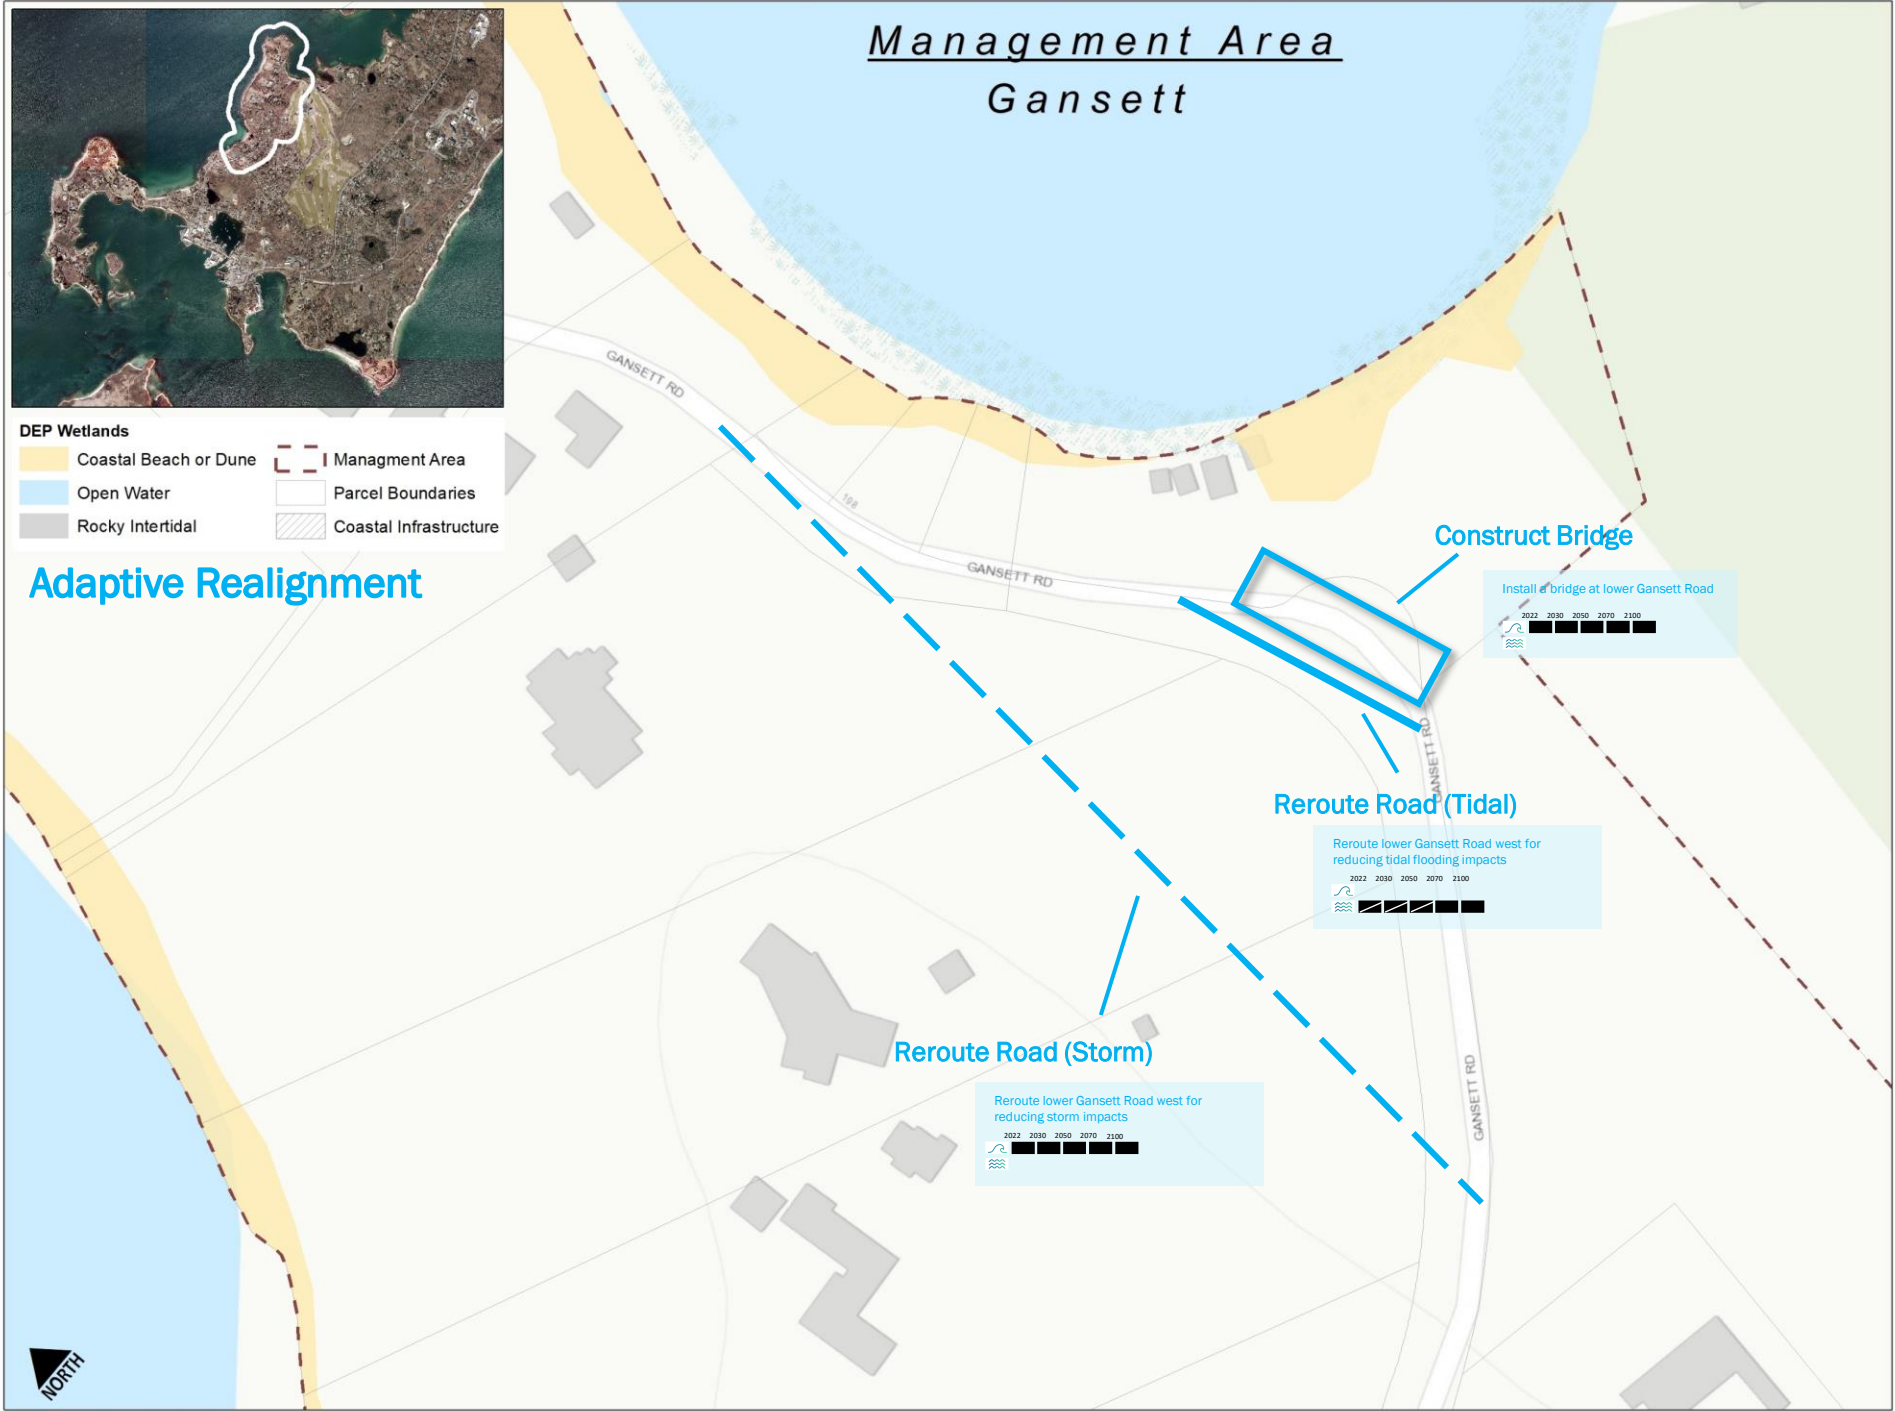 Management Area
Gansett
DEP Wetlands
Coastal Beach or Dune
Open Water
Rocky Intertidal
Managment Area
Parcel Boundaries
Coastal Infrastructure
Adaptive Realignment
GANSETT RD
198
GANSETT RD
Construct Bridge
Install a bridge at lower Gansett Road
2022 2030 2050 2070 2100
GANSETT RD
Reroute Road (Tidal)
Reroute lower Gansett Road west for
reducing tidal flooding impacts
2022 2030 2050 2070 2100
Reroute Road (Storm)
Reroute lower Gansett Road west for
reducing storm impacts
2022 2030 2050 2070 2100
GANSETT RD
NORTH